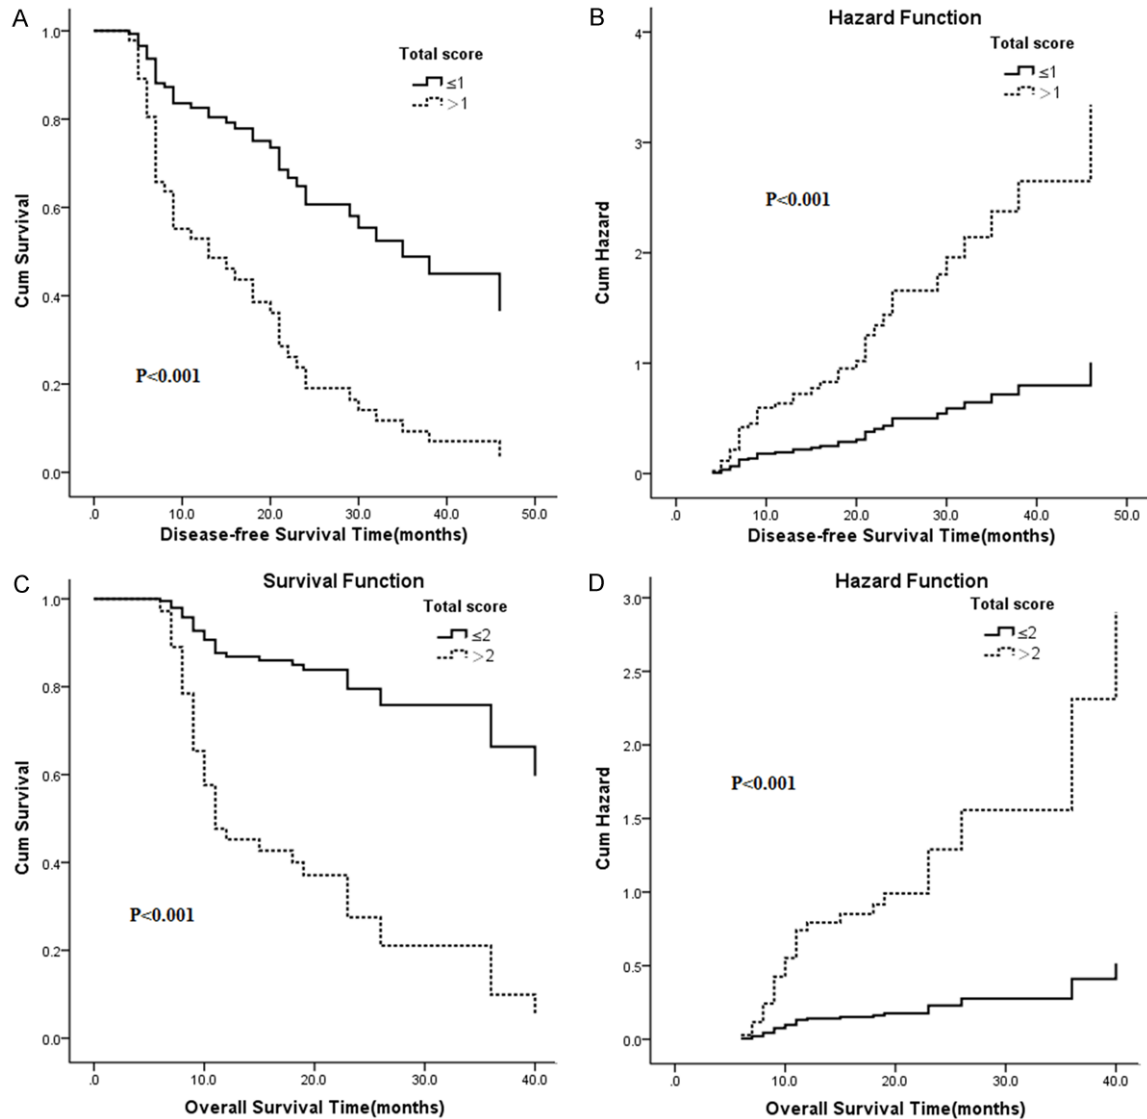 A
Total score
≤1
>1
1.0
0.8
0.6
0.4
0.2
0.0
Cum Survival
P<0.001
.0 10.0 20.0 30.0 40.0 50.0
Disease-free Survival Time(months)
B
Hazard Function
Total score
≤1
>1
4
3
2
1
0
Cum Hazard
P<0.001
.0 10.0 20.0 30.0 40.0 50.0
Disease-free Survival Time(months)
C
Survival Function
Total score
≤2
>2
1.0
0.8
0.6
0.4
0.2
0.0
Cum Survival
P<0.001
.0 10.0 20.0 30.0 40.0
Overall Survival Time(months)
D
Hazard Function
Total score
≤2
>2
3.0
2.5
2.0
1.5
1.0
0.5
0.0
Cum Hazard
P<0.001
.0 10.0 20.0 30.0 40.0
Overall Survival Time(months)